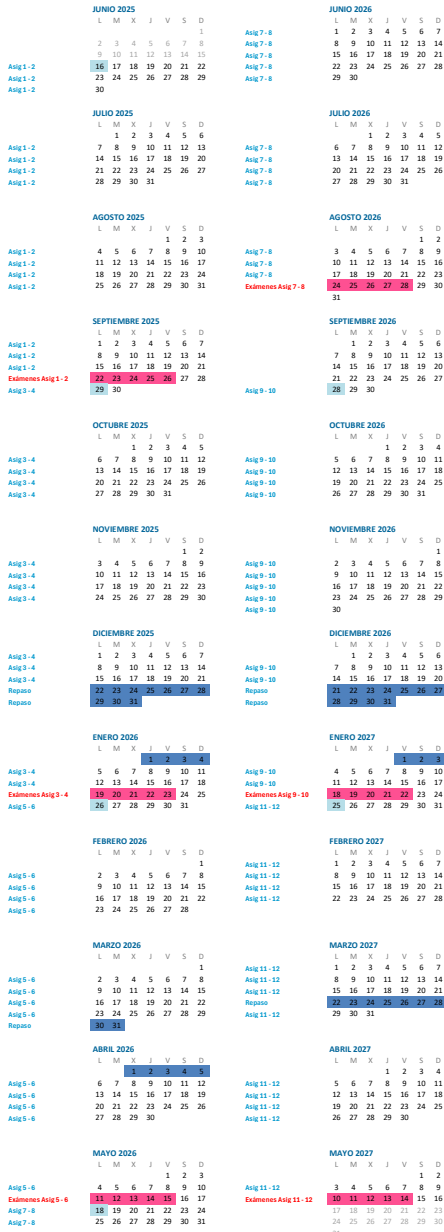 JUNIO 2025
L M X J V S D
1
2 3 4 5 6 7 8
9 10 11 12 13 14 15
Asig 1 - 2 16 17 18 19 20 21 22
Asig 1 - 2 23 24 25 26 27 28 29
Asig 1 - 2 30
JULIO 2025
L M X J V S D
1 2 3 4 5 6
Asig 1 - 2 7 8 9 10 11 12 13
Asig 1 - 2 14 15 16 17 18 19 20
Asig 1 - 2 21 22 23 24 25 26 27
Asig 1 - 2 28 29 30 31
AGOSTO 2025
L M X J V S D
1 2 3
Asig 1 - 2 4 5 6 7 8 9 10
Asig 1 - 2 11 12 13 14 15 16 17
Asig 1 - 2 18 19 20 21 22 23 24
Asig 1 - 2 25 26 27 28 29 30 31
SEPTIEMBRE 2025
L M X J V S D
Asig 1 - 2 1 2 3 4 5 6 7
Asig 1 - 2 8 9 10 11 12 13 14
Asig 1 - 2 15 16 17 18 19 20 21
Exámenes Asig 1 - 2 22 23 24 25 26 27 28
Asig 3 - 4 29 30
OCTUBRE 2025
L M X J V S D
1 2 3 4 5
Asig 3 - 4 6 7 8 9 10 11 12
Asig 3 - 4 13 14 15 16 17 18 19
Asig 3 - 4 20 21 22 23 24 25 26
Asig 3 - 4 27 28 29 30 31
NOVIEMBRE 2025
L M X J V S D
1 2
Asig 3 - 4 3 4 5 6 7 8 9
Asig 3 - 4 10 11 12 13 14 15 16
Asig 3 - 4 17 18 19 20 21 22 23
Asig 3 - 4 24 25 26 27 28 29 30
DICIEMBRE 2025
L M X J V S D
Asig 3 - 4 1 2 3 4 5 6 7
Asig 3 - 4 8 9 10 11 12 13 14
Asig 3 - 4 15 16 17 18 19 20 21
Repaso 22 23 24 25 26 27 28
Repaso 29 30 31
ENERO 2026
L M X J V S D
1 2 3 4
Asig 3 - 4 5 6 7 8 9 10 11
Asig 3 - 4 12 13 14 15 16 17 18
Exámenes Asig 3 - 4 19 20 21 22 23 24 25
Asig 5 - 6 26 27 28 29 30 31
FEBRERO 2026
L M X J V S D
1
Asig 5 - 6 2 3 4 5 6 7 8
Asig 5 - 6 9 10 11 12 13 14 15
Asig 5 - 6 16 17 18 19 20 21 22
Asig 5 - 6 23 24 25 26 27 28
MARZO 2026
L M X J V S D
1
Asig 5 - 6 2 3 4 5 6 7 8
Asig 5 - 6 9 10 11 12 13 14 15
Asig 5 - 6 16 17 18 19 20 21 22
Asig 5 - 6 23 24 25 26 27 28 29
Repaso 30 31
ABRIL 2026
L M X J V S D
1 2 3 4 5
Asig 5 - 6 6 7 8 9 10 11 12
Asig 5 - 6 13 14 15 16 17 18 19
Asig 5 - 6 20 21 22 23 24 25 26
Asig 5 - 6 27 28 29 30
MAYO 2026
L M X J V S D
1 2 3
Asig 5 - 6 4 5 6 7 8 9 10
Exámenes Asig 5 - 6 11 12 13 14 15 16 17
Asig 7 - 8 18 19 20 21 22 23 24
Asig 7 - 8 25 26 27 28 29 30 31
JUNIO 2026
L M X J V S D
Asig 7 - 8 1 2 3 4 5 6 7
Asig 7 - 8 8 9 10 11 12 13 14
Asig 7 - 8 15 16 17 18 19 20 21
Asig 7 - 8 22 23 24 25 26 27 28
29 30
JULIO 2026
L M X J V S D
1 2 3 4 5
Asig 7 - 8 6 7 8 9 10 11 12
Asig 7 - 8 13 14 15 16 17 18 19
Asig 7 - 8 20 21 22 23 24 25 26
Asig 7 - 8 27 28 29 30 31
AGOSTO 2026
L M X J V S D
1 2
Asig 7 - 8 3 4 5 6 7 8 9
Asig 7 - 8 10 11 12 13 14 15 16
Asig 7 - 8 17 18 19 20 21 22 23
Exámenes Asig 7 - 8 24 25 26 27 28 29 30
31
SEPTIEMBRE 2026
L M X J V S D
1 2 3 4 5 6
7 8 9 10 11 12 13
14 15 16 17 18 19 20
21 22 23 24 25 26 27
Asig 9 - 10 28 29 30
OCTUBRE 2026
L M X J V S D
1 2 3 4
Asig 9 - 10 5 6 7 8 9 10 11
Asig 9 - 10 12 13 14 15 16 17 18
Asig 9 - 10 19 20 21 22 23 24 25
Asig 9 - 10 26 27 28 29 30 31
NOVIEMBRE 2026
L M X J V S D
1
Asig 9 - 10 2 3 4 5 6 7 8
Asig 9 - 10 9 10 11 12 13 14 15
Asig 9 - 10 16 17 18 19 20 21 22
Asig 9 - 10 23 24 25 26 27 28 29
Asig 9 - 10 30
DICIEMBRE 2026
L M X J V S D
1 2 3 4 5 6
Asig 9 - 10 7 8 9 10 11 12 13
Asig 9 - 10 14 15 16 17 18 19 20
Repaso 21 22 23 24 25 26 27
Repaso 28 29 30 31
ENERO 2027
L M X J V S D
1 2 3
Asig 9 - 10 4 5 6 7 8 9 10
Asig 9 - 10 11 12 13 14 15 16 17
Exámenes Asig 9 - 10 18 19 20 21 22 23 24
Asig 11 - 12 25 26 27 28 29 30 31
FEBRERO 2027
L M X J V S D
Asig 11 - 12 1 2 3 4 5 6 7
Asig 11 - 12 8 9 10 11 12 13 14
Asig 11 - 12 15 16 17 18 19 20 21
22 23 24 25 26 27 28
MARZO 2027
L M X J V S D
Asig 11 - 12 1 2 3 4 5 6 7
Asig 11 - 12 8 9 10 11 12 13 14
Asig 11 - 12 15 16 17 18 19 20 21
Repaso 22 23 24 25 26 27 28
Asig 11 - 12 29 30 31
ABRIL 2027
L M X J V S D
1 2 3 4
Asig 11 - 12 5 6 7 8 9 10 11
Asig 11 - 12 12 13 14 15 16 17 18
Asig 11 - 12 19 20 21 22 23 24 25
Asig 11 - 12 26 27 28 29 30
MAYO 2027
L M X J V S D
1 2
Asig 11 - 12 3 4 5 6 7 8 9
Exámenes Asig 11 - 12 10 11 12 13 14 15 16
17 18 19 20 21 22 23
24 25 26 27 28 29 30